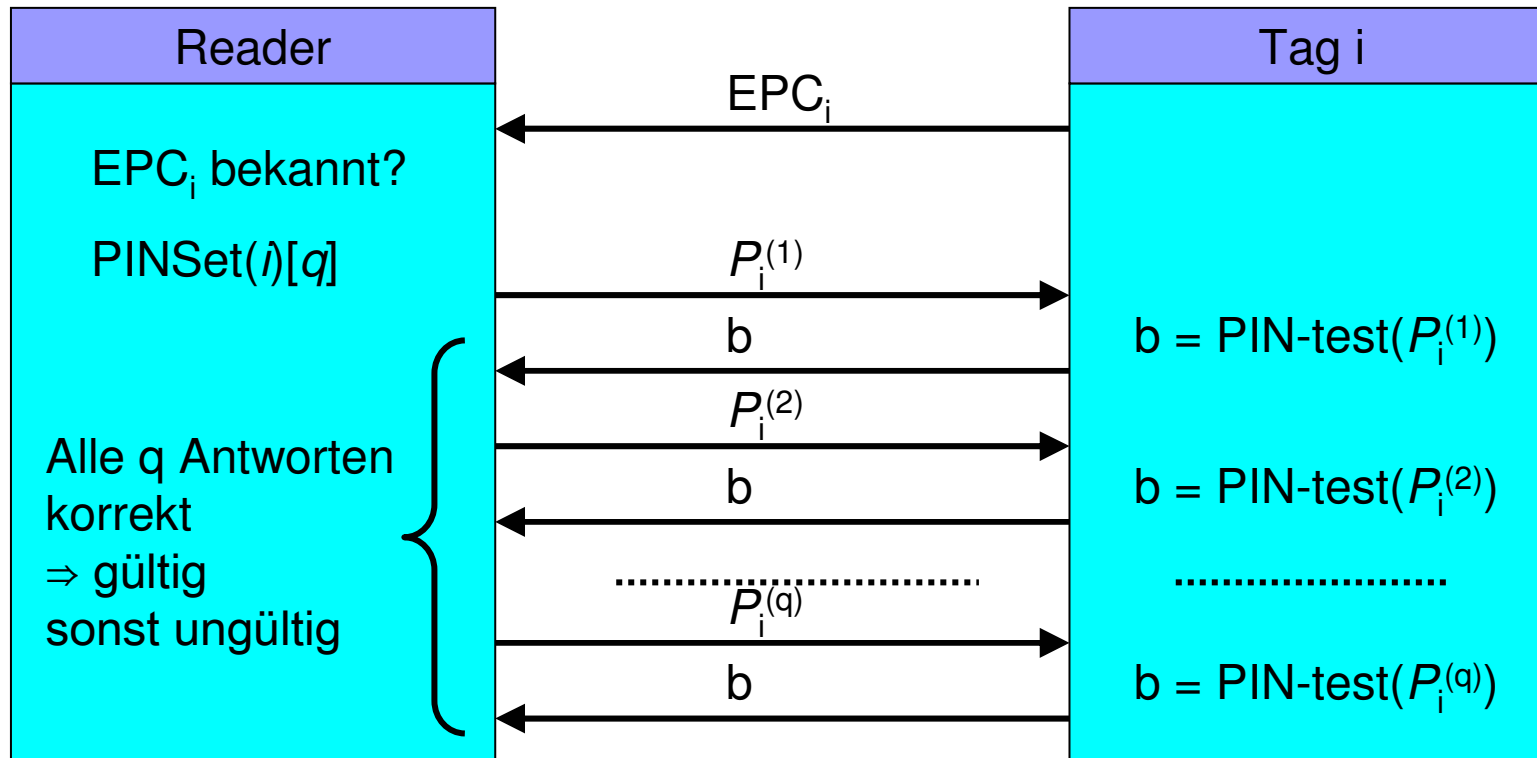 Reader
Tag i
EPCᵢ
EPCᵢ bekannt?
PINSet(i)[q]
Pᵢ⁽¹⁾
b
b = PIN-test(Pᵢ⁽¹⁾)
Pᵢ⁽²⁾
b
b = PIN-test(Pᵢ⁽²⁾)
Alle q Antworten
korrekt
⇒ gültig
sonst ungültig
Pᵢ^(q)
b
b = PIN-test(Pᵢ^(q))